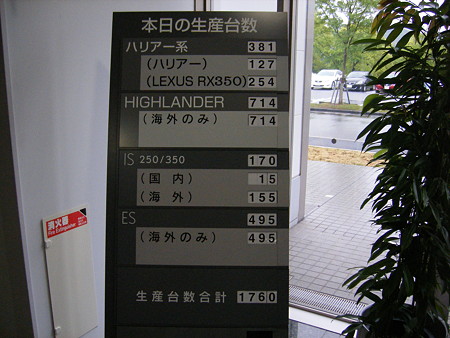 本日の生産台数
ハリアー系 381
(ハリアー) 127
(LEXUS RX350) 254
HIGHLANDER 714
(海外のみ) 714
IS 250/350 170
(国内) 15
(海外) 155
ES 495
(海外のみ) 495
生産台数合計 1760
消火器
Fire Extinguisher